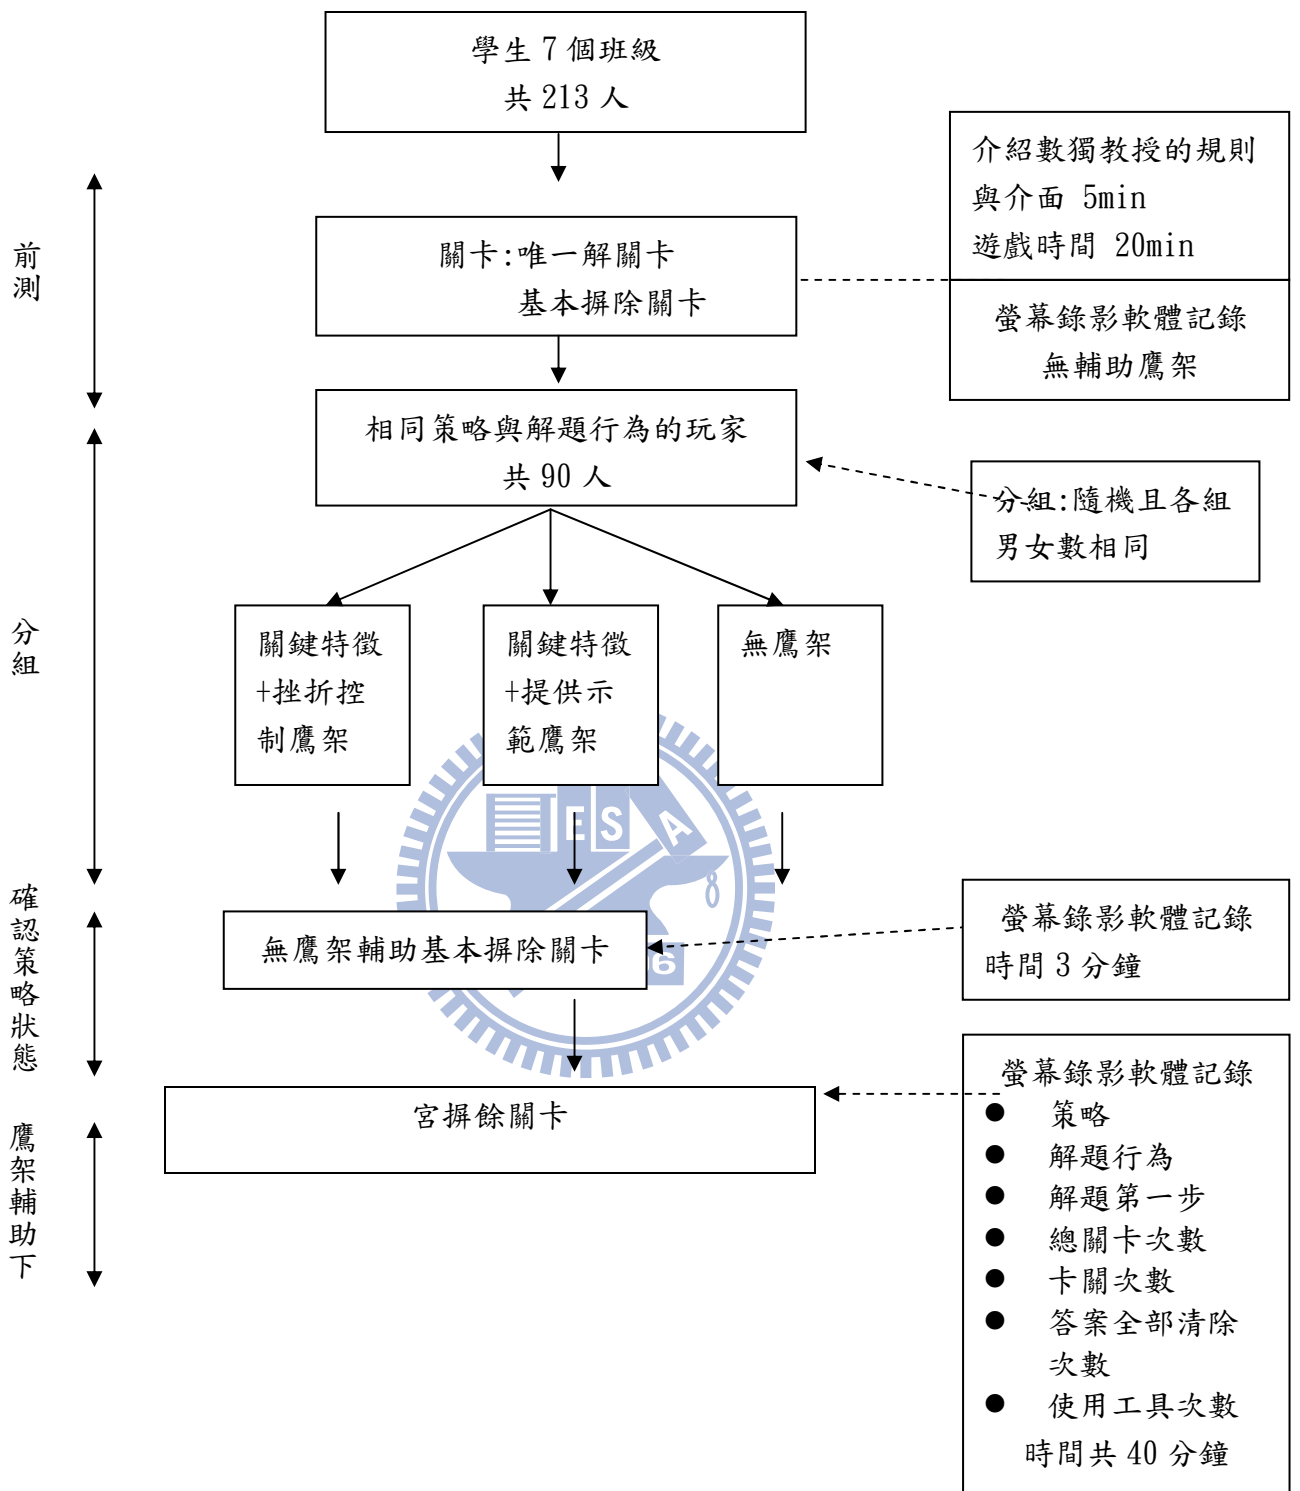 學生 7 個班級
共 213 人
介紹數獨教授的規則
與介面 5min
遊戲時間 20min
螢幕錄影軟體記錄
無輔助鷹架
前測
關卡:唯一解關卡
基本摒除關卡
相同策略與解題行為的玩家
共 90 人
分組:隨機且各組
男女數相同
分組
關鍵特徵
+挫折控
制鷹架
關鍵特徵
+提供示
範鷹架
無鷹架
ESA
6
確認策略狀態
無鷹架輔助基本摒除關卡
螢幕錄影軟體記錄
時間 3 分鐘
鷹架輔助下
宮摒餘關卡
螢幕錄影軟體記錄
● 策略
● 解題行為
● 解題第一步
● 總關卡次數
● 卡關次數
● 答案全部清除
次數
● 使用工具次數
時間共 40 分鐘